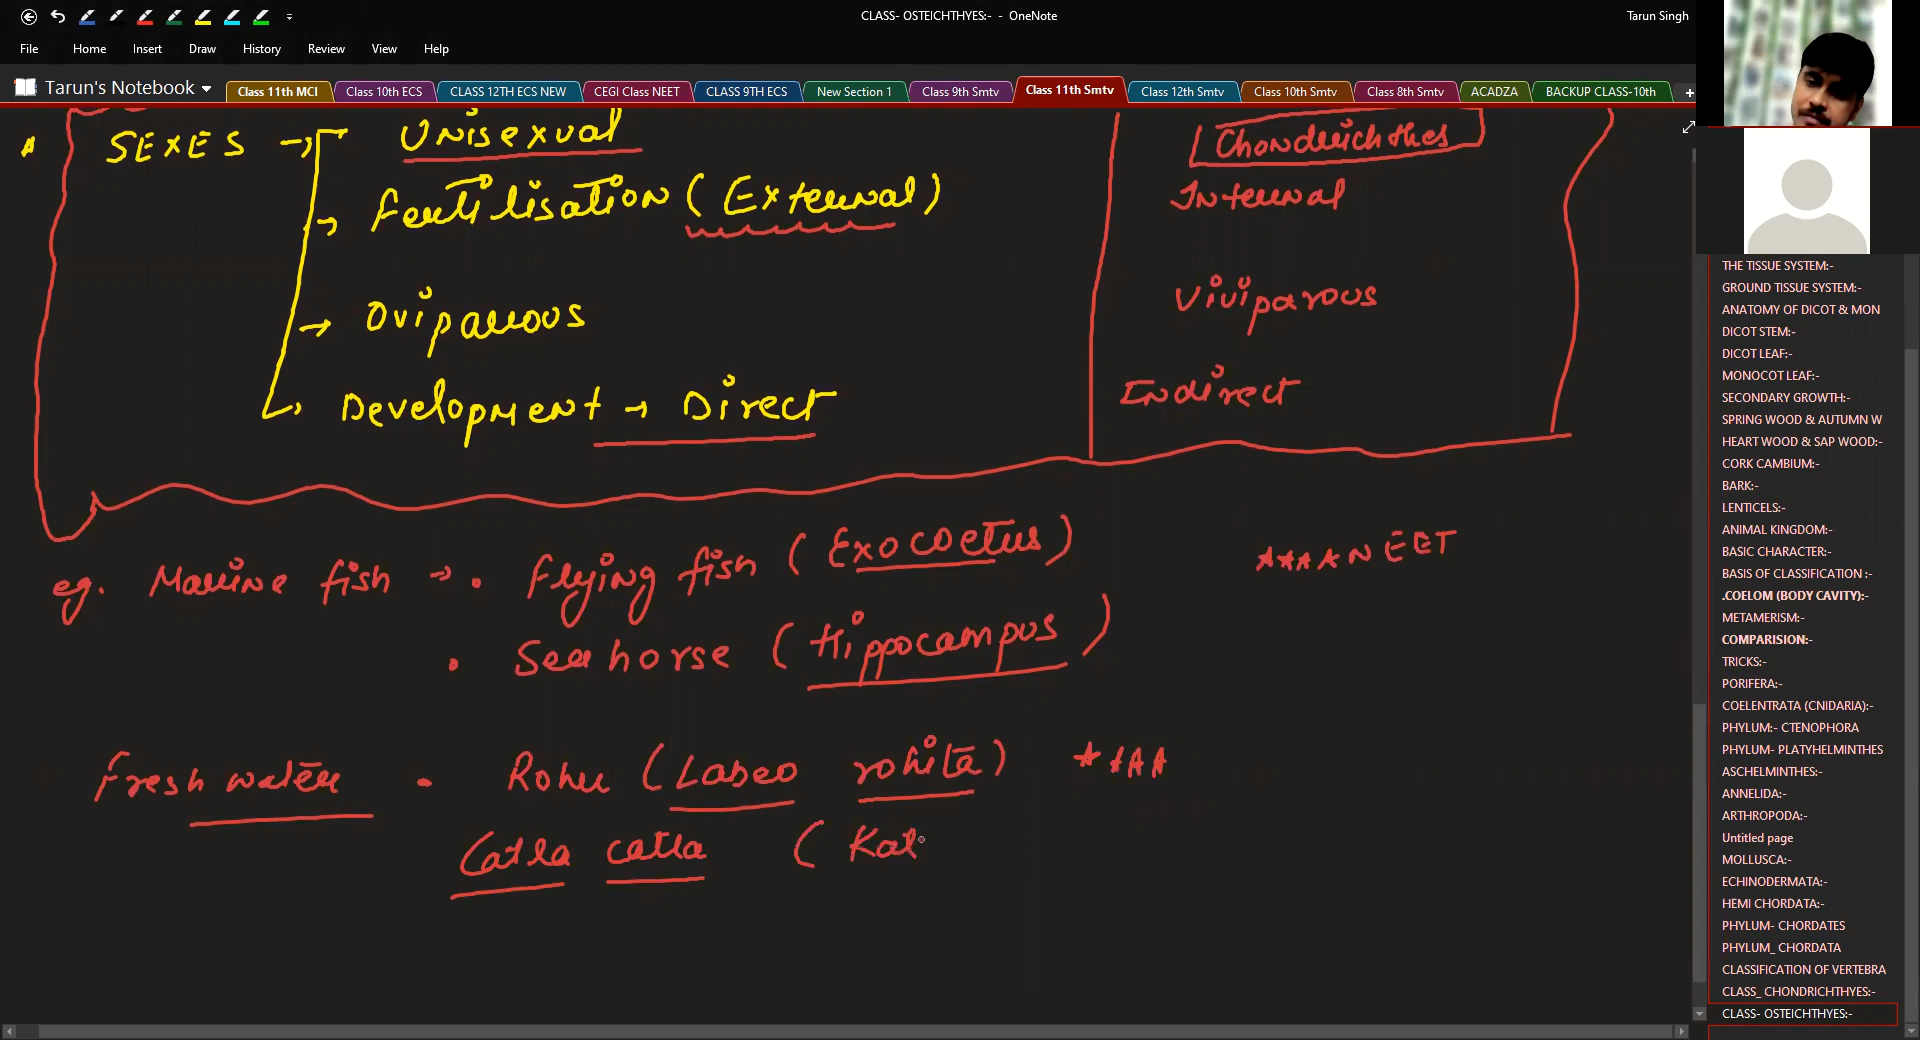 CLASS- OSTEICHTHYES:- - OneNote
Tarun Singh
File Home Insert Draw History Review View Help
Tarun's Notebook
Class 11th MCI Class 10th ECS CLASS 12TH ECS NEW CEGI Class NEET CLASS 9TH ECS New Section 1 Class 9th Smtv Class 11th Smtv Class 12th Smtv Class 10th Smtv Class 8th Smtv ACADZA BACKUP CLASS-10th +
SEXES → Unisexual
→ Fertilisation (External)
→ Oviparous
→ Development → Direct
Chondrichthes
Internal
Viviparous
Indirect
eg. Marine fish → • Flying fish (Exocoetus)
NEET
• Seahorse (Hippocampus)
Fresh water - Rohu (Labeo rohita)
Catla catla (Kat
THE TISSUE SYSTEM:-
GROUND TISSUE SYSTEM:-
ANATOMY OF DICOT & MON
DICOT STEM:-
DICOT LEAF:-
MONOCOT LEAF:-
SECONDARY GROWTH:-
SPRING WOOD & AUTUMN W
HEART WOOD & SAP WOOD:-
CORK CAMBIUM:-
BARK:-
LENTICELS:-
ANIMAL KINGDOM:-
BASIC CHARACTER:-
BASIS OF CLASSIFICATION :-
.COELOM (BODY CAVITY):-
METAMERISM:-
COMPARISION:-
TRICKS:-
PORIFERA:-
COELENTRATA (CNIDARIA):-
PHYLUM:- CTENOPHORA
PHYLUM- PLATYHELMINTHES
ASCHELMINTHES:-
ANNELIDA:-
ARTHROPODA:-
Untitled page
MOLLUSCA:-
ECHINODERMATA:-
HEMI CHORDATA:-
PHYLUM- CHORDATES
PHYLUM_ CHORDATA
CLASSIFICATION OF VERTEBRA
CLASS_ CHONDRICHTHYES:-
CLASS- OSTEICHTHYES:-